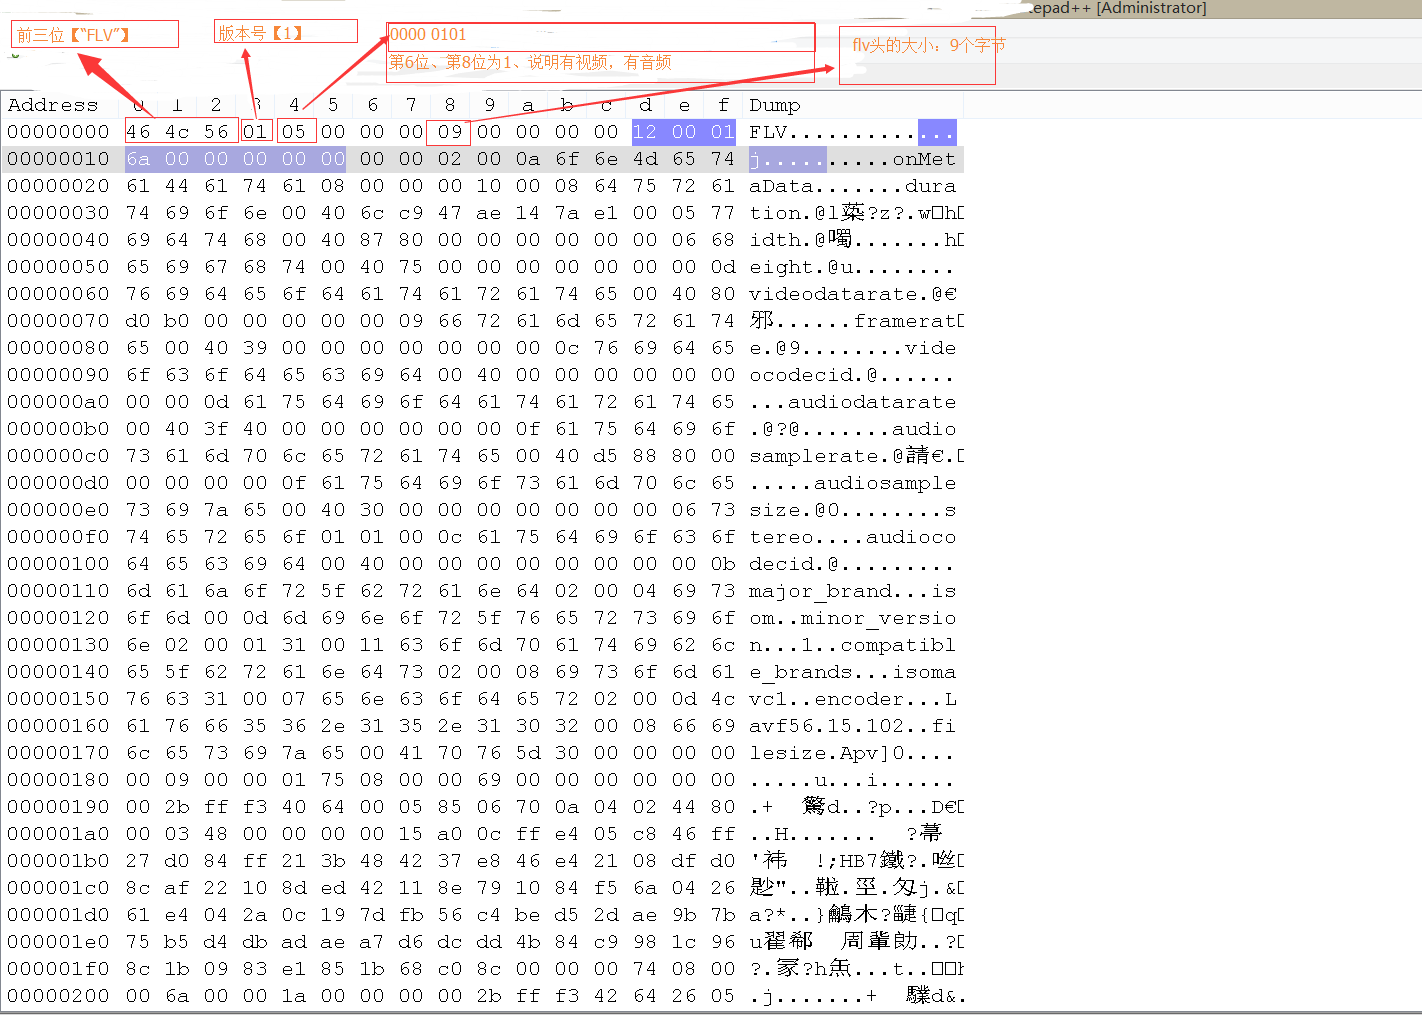 tepad++ [Administrator]
前三位【“FLV”】
版本号【1】
0000 0101
第6位、第8位为1、说明有视频，有音频
flv头的大小：9个字节
Address 0 1 2 3 4 5 6 7 8 9 a b c d e f Dump
00000000 46 4c 56 01 05 00 00 00 09 00 00 00 00 12 00 01 FLV.............
00000010 6a 00 00 00 00 00 00 00 02 00 0a 6f 6e 4d 65 74 j..........onMet
00000020 61 44 61 74 61 08 00 00 00 10 00 08 64 75 72 61 aData.......dura
00000030 74 69 6f 6e 00 40 6c c9 47 ae 14 7a e1 00 05 77 tion.@l蒅?z?.w
00000040 69 64 74 68 00 40 87 80 00 00 00 00 00 00 06 68 idth.@噣.......h
00000050 65 69 67 68 74 00 40 75 00 00 00 00 00 00 00 0d eight.@u........
00000060 76 69 64 65 6f 64 61 74 61 72 61 74 65 00 40 80 videodatarate.@€
00000070 d0 b0 00 00 00 00 00 00 09 66 72 61 6d 65 72 61 74 邪......framerat
00000080 65 00 40 39 00 00 00 00 00 00 00 0c 76 69 64 65 e.@9........vide
00000090 6f 63 6f 64 65 63 69 64 00 40 00 00 00 00 00 00 ocodecid.@......
000000a0 00 00 0d 61 75 64 69 6f 64 61 74 61 72 61 74 65 ...audiodatarate
000000b0 00 40 3f 40 00 00 00 00 00 00 0f 61 75 64 69 6f .@?@.......audio
000000c0 73 61 6d 70 6c 65 72 61 74 65 00 40 d5 88 80 00 samplerate.@請€.
000000d0 00 00 00 00 0f 61 75 64 69 6f 73 61 6d 70 6c 65 .....audiosample
000000e0 73 69 7a 65 00 40 30 00 00 00 00 00 00 00 06 73 size.@0........s
000000f0 74 65 72 65 6f 01 01 00 0c 61 75 64 69 6f 63 6f tereo....audioco
00000100 64 65 63 69 64 00 40 00 00 00 00 00 00 00 00 0b decid.@.........
00000110 6d 61 6a 6f 72 5f 62 72 61 6e 64 02 00 04 69 73 major_brand...is
00000120 6f 6d 00 0d 6d 69 6e 6f 72 5f 76 65 72 73 69 6f om..minor_versio
00000130 6e 02 00 01 31 00 11 63 6f 6d 70 61 74 69 62 6c n...1..compatibl
00000140 65 5f 62 72 61 6e 64 73 02 00 08 69 73 6f 6d 61 e_brands...isoma
00000150 76 63 31 00 07 65 6e 63 6f 64 65 72 02 00 0d 4c vc1..encoder...L
00000160 61 76 66 35 36 2e 31 35 2e 31 30 32 00 08 66 69 avf56.15.102..fi
00000170 6c 65 73 69 7a 65 00 41 70 76 5d 30 00 00 00 00 lesize.Apv]0....
00000180 00 09 00 00 01 75 08 00 00 69 00 00 00 00 00 00 .....u...i......
00000190 00 2b ff f3 40 64 00 05 85 06 70 0a 04 02 44 80 .+ 驚d..?p...D€
000001a0 00 03 48 00 00 00 00 15 a0 0c ff e4 05 c8 46 ff ..H....... ?菷
000001b0 27 d0 84 ff 21 3b 48 42 37 e8 46 e4 21 08 df d0 '袆 !;HB7鐵?.
000001c0 8c af 22 10 8d ed 42 11 8e 79 10 84 f5 6a 04 26 "...j.&
000001d0 61 e4 04 2a 0c 19 7d fb 56 c4 be d5 2d ae 9b 7b a?*..}鸙木?{q
000001e0 75 b5 d4 db ad ae a7 d6 dc dd 4b 84 c9 98 1c 96 u翟郗 周軰..?
000001f0 8c 1b 09 83 e1 85 1b 68 c0 8c 00 00 00 74 08 00 ?.冡?h缹...t..
00000200 00 6a 00 00 1a 00 00 00 00 2b ff f3 42 64 26 05 .j.......+ 驜d&.